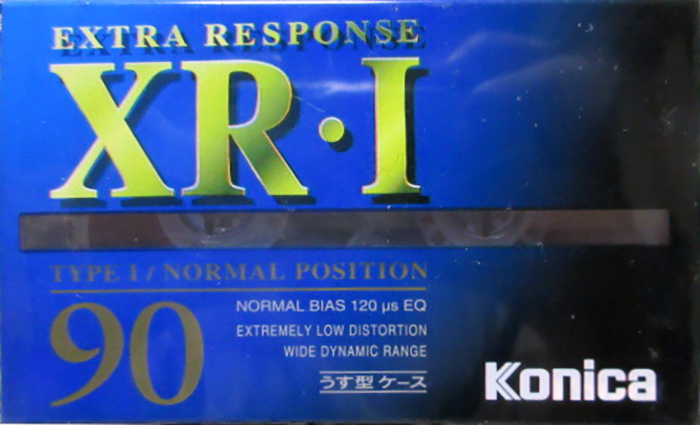 EXTRA RESPONSE
XR·I
TYPE I / NORMAL POSITION
90
NORMAL BIAS 120 µs EQ
EXTREMELY LOW DISTORTION
WIDE DYNAMIC RANGE
うす型 ケース
Konica